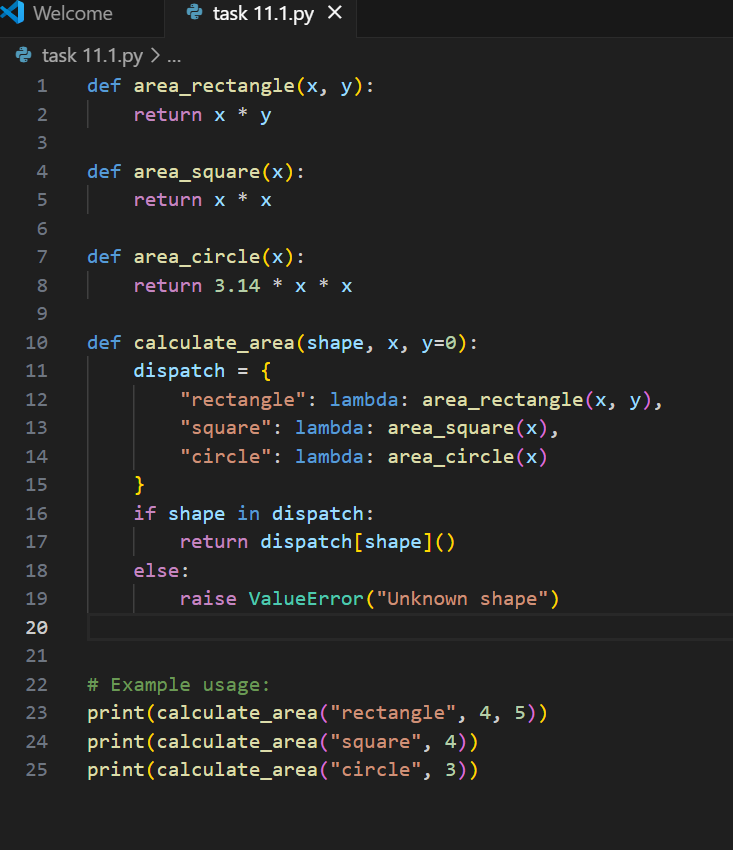 Welcome
task 11.1.py
task 11.1.py > ...
1 def area_rectangle(x, y):
2     return x * y
3
4 def area_square(x):
5     return x * x
6
7 def area_circle(x):
8     return 3.14 * x * x
9
10 def calculate_area(shape, x, y=0):
11     dispatch = {
12         "rectangle": lambda: area_rectangle(x, y),
13         "square": lambda: area_square(x),
14         "circle": lambda: area_circle(x)
15     }
16     if shape in dispatch:
17         return dispatch[shape]()
18     else:
19         raise ValueError("Unknown shape")
20
21
22 # Example usage:
23 print(calculate_area("rectangle", 4, 5))
24 print(calculate_area("square", 4))
25 print(calculate_area("circle", 3))